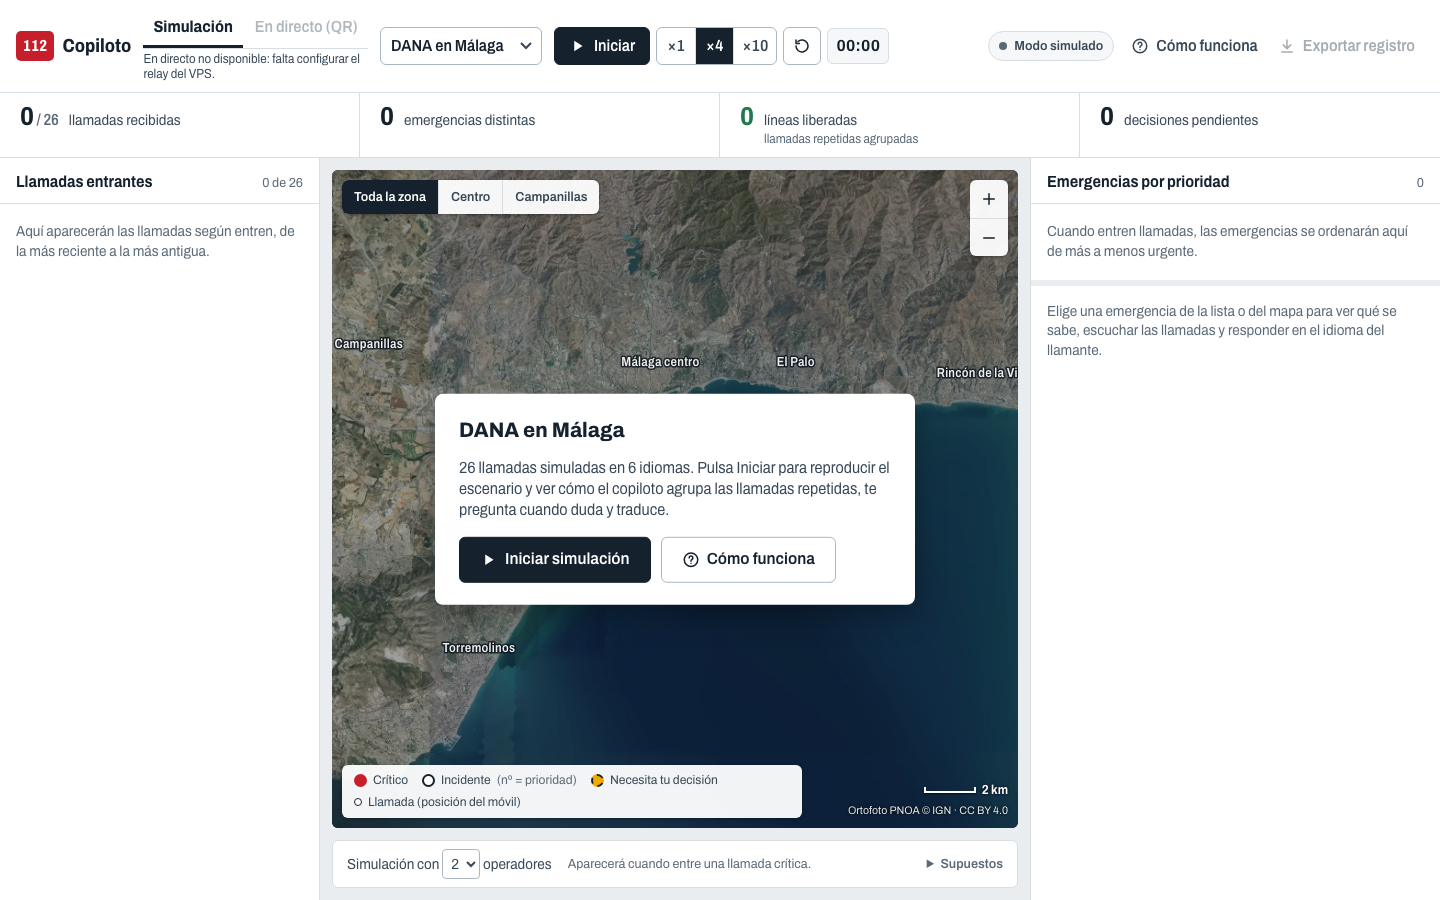 112 Copiloto
Simulación
En directo (QR)
En directo no disponible: falta configurar el
relay del VPS.
DANA en Málaga
Iniciar
×1
×4
×10
00:00
Modo simulado
Cómo funciona
Exportar registro
0 / 26 llamadas recibidas
0 emergencias distintas
0 líneas liberadas
llamadas repetidas agrupadas
0 decisiones pendientes
Llamadas entrantes
0 de 26
Aquí aparecerán las llamadas según entren, de
la más reciente a la más antigua.
Toda la zona
Centro
Campanillas
+
−
Campanillas
Málaga centro
El Palo
Rincón de la Vi
DANA en Málaga
26 llamadas simuladas en 6 idiomas. Pulsa Iniciar para reproducir el
escenario y ver cómo el copiloto agrupa las llamadas repetidas, te
pregunta cuando duda y traduce.
Iniciar simulación
Cómo funciona
Torremolinos
Crítico
Incidente (nº = prioridad)
Necesita tu decisión
Llamada (posición del móvil)
2 km
Ortofoto PNOA © IGN · CC BY 4.0
Simulación con 2 operadores
Aparecerá cuando entre una llamada crítica.
Supuestos
Emergencias por prioridad
0
Cuando entren llamadas, las emergencias se ordenarán aquí
de más a menos urgente.
Elige una emergencia de la lista o del mapa para ver qué se
sabe, escuchar las llamadas y responder en el idioma del
llamante.